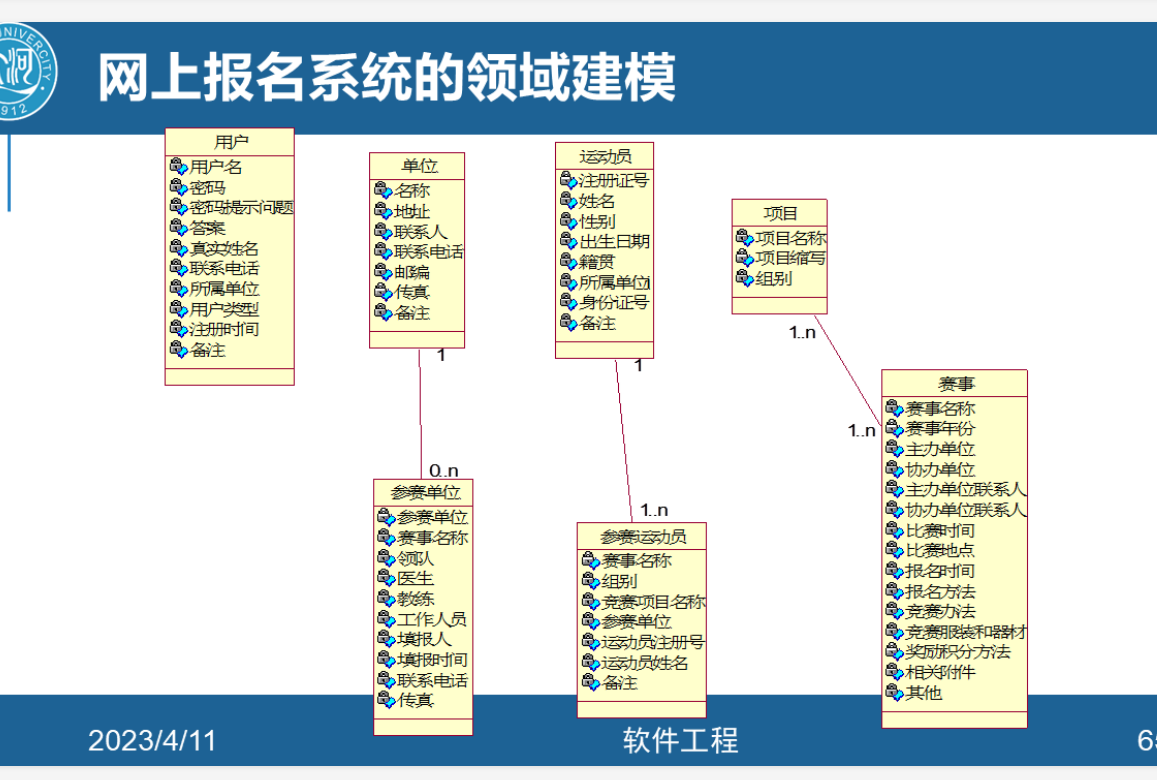 UNIVERCITY
1912
网上报名系统的领域建模
用户
用户名
密码
密码提示问题
答案
真实姓名
联系电话
所属单位
用户类型
注册时间
备注
单位
名称
地址
联系人
联系电话
邮编
传真
备注
1
0..n
参赛单位
参赛单位
赛事名称
领队
医生
教练
工作人员
填报人
填报时间
联系电话
传真
运动员
注册证号
姓名
性别
出生日期
籍贯
所属单位
身份证号
备注
1
1..n
参赛运动员
赛事名称
组别
竞赛项目名称
参赛单位
运动员注册号
运动员姓名
备注
项目
项目名称
项目缩写
组别
1..n
1..n
赛事
赛事名称
赛事年份
主办单位
协办单位
主办单位联系人
协办单位联系人
比赛时间
比赛地点
报名时间
报名方法
竞赛办法
竞赛服装和器材
奖励积分方法
相关附件
其他
2023/4/11
软件工程